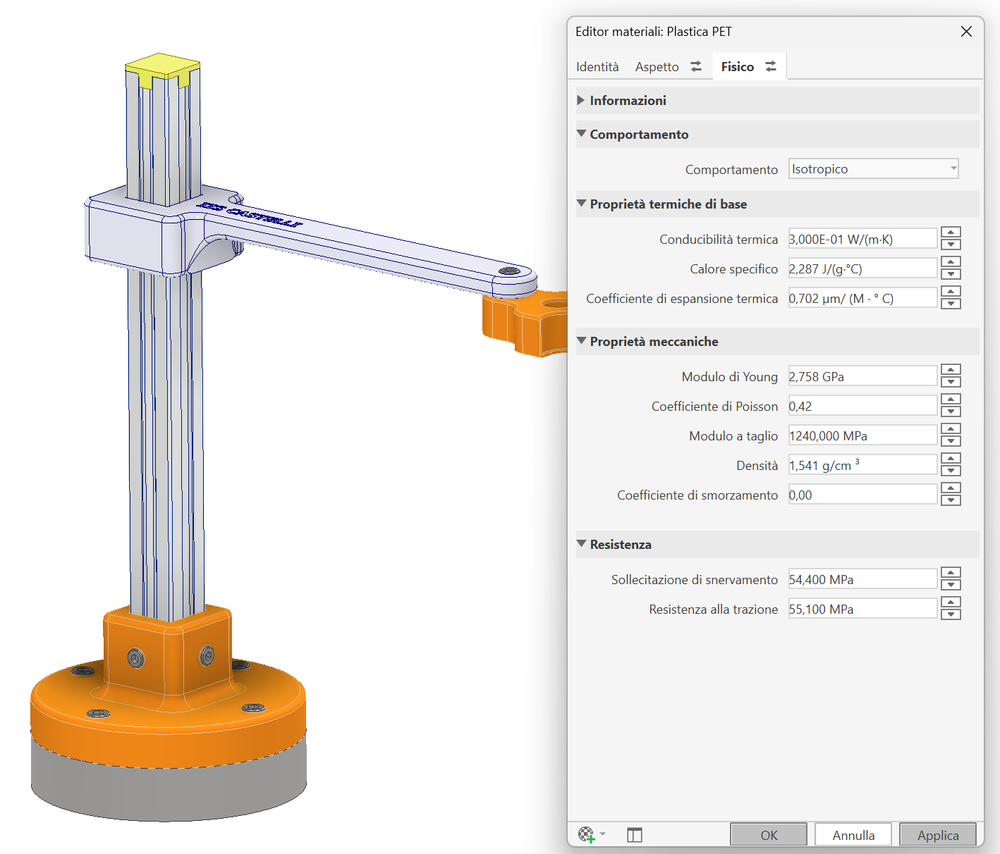 Editor materiali: Plastica PET
Identità Aspetto Fisico
Informazioni
Comportamento
Comportamento Isotropico
Proprietà termiche di base
Conducibilità termica 3,000E-01 W/(m·K)
Calore specifico 2,287 J/(g·°C)
Coefficiente di espansione termica 0,702 µm/ (M · ° C)
Proprietà meccaniche
Modulo di Young 2,758 GPa
Coefficiente di Poisson 0,42
Modulo a taglio 1240,000 MPa
Densità 1,541 g/cm ³
Coefficiente di smorzamento 0,00
Resistenza
Sollecitazione di snervamento 54,400 MPa
Resistenza alla trazione 55,100 MPa
OK Annulla Applica
IIS CASTELLI